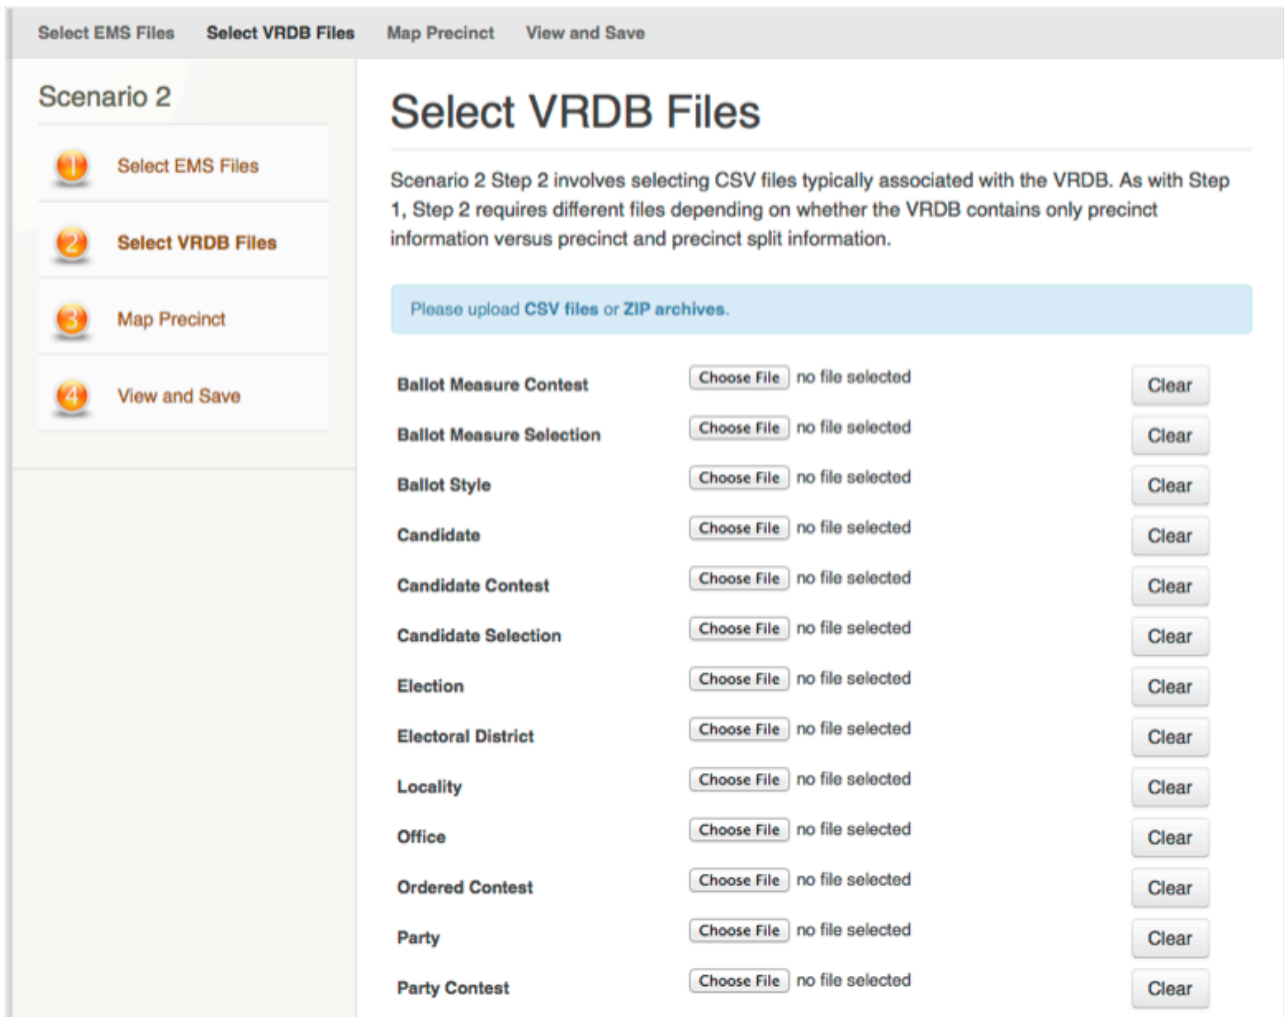 Select EMS Files Select VRDB Files Map Precinct View and Save
Scenario 2
1 Select EMS Files
2 Select VRDB Files
3 Map Precinct
4 View and Save
Select VRDB Files
Scenario 2 Step 2 involves selecting CSV files typically associated with the VRDB. As with Step
1, Step 2 requires different files depending on whether the VRDB contains only precinct
information versus precinct and precinct split information.
Please upload CSV files or ZIP archives.
Ballot Measure Contest Choose File no file selected Clear
Ballot Measure Selection Choose File no file selected Clear
Ballot Style Choose File no file selected Clear
Candidate Choose File no file selected Clear
Candidate Contest Choose File no file selected Clear
Candidate Selection Choose File no file selected Clear
Election Choose File no file selected Clear
Electoral District Choose File no file selected Clear
Locality Choose File no file selected Clear
Office Choose File no file selected Clear
Ordered Contest Choose File no file selected Clear
Party Choose File no file selected Clear
Party Contest Choose File no file selected Clear